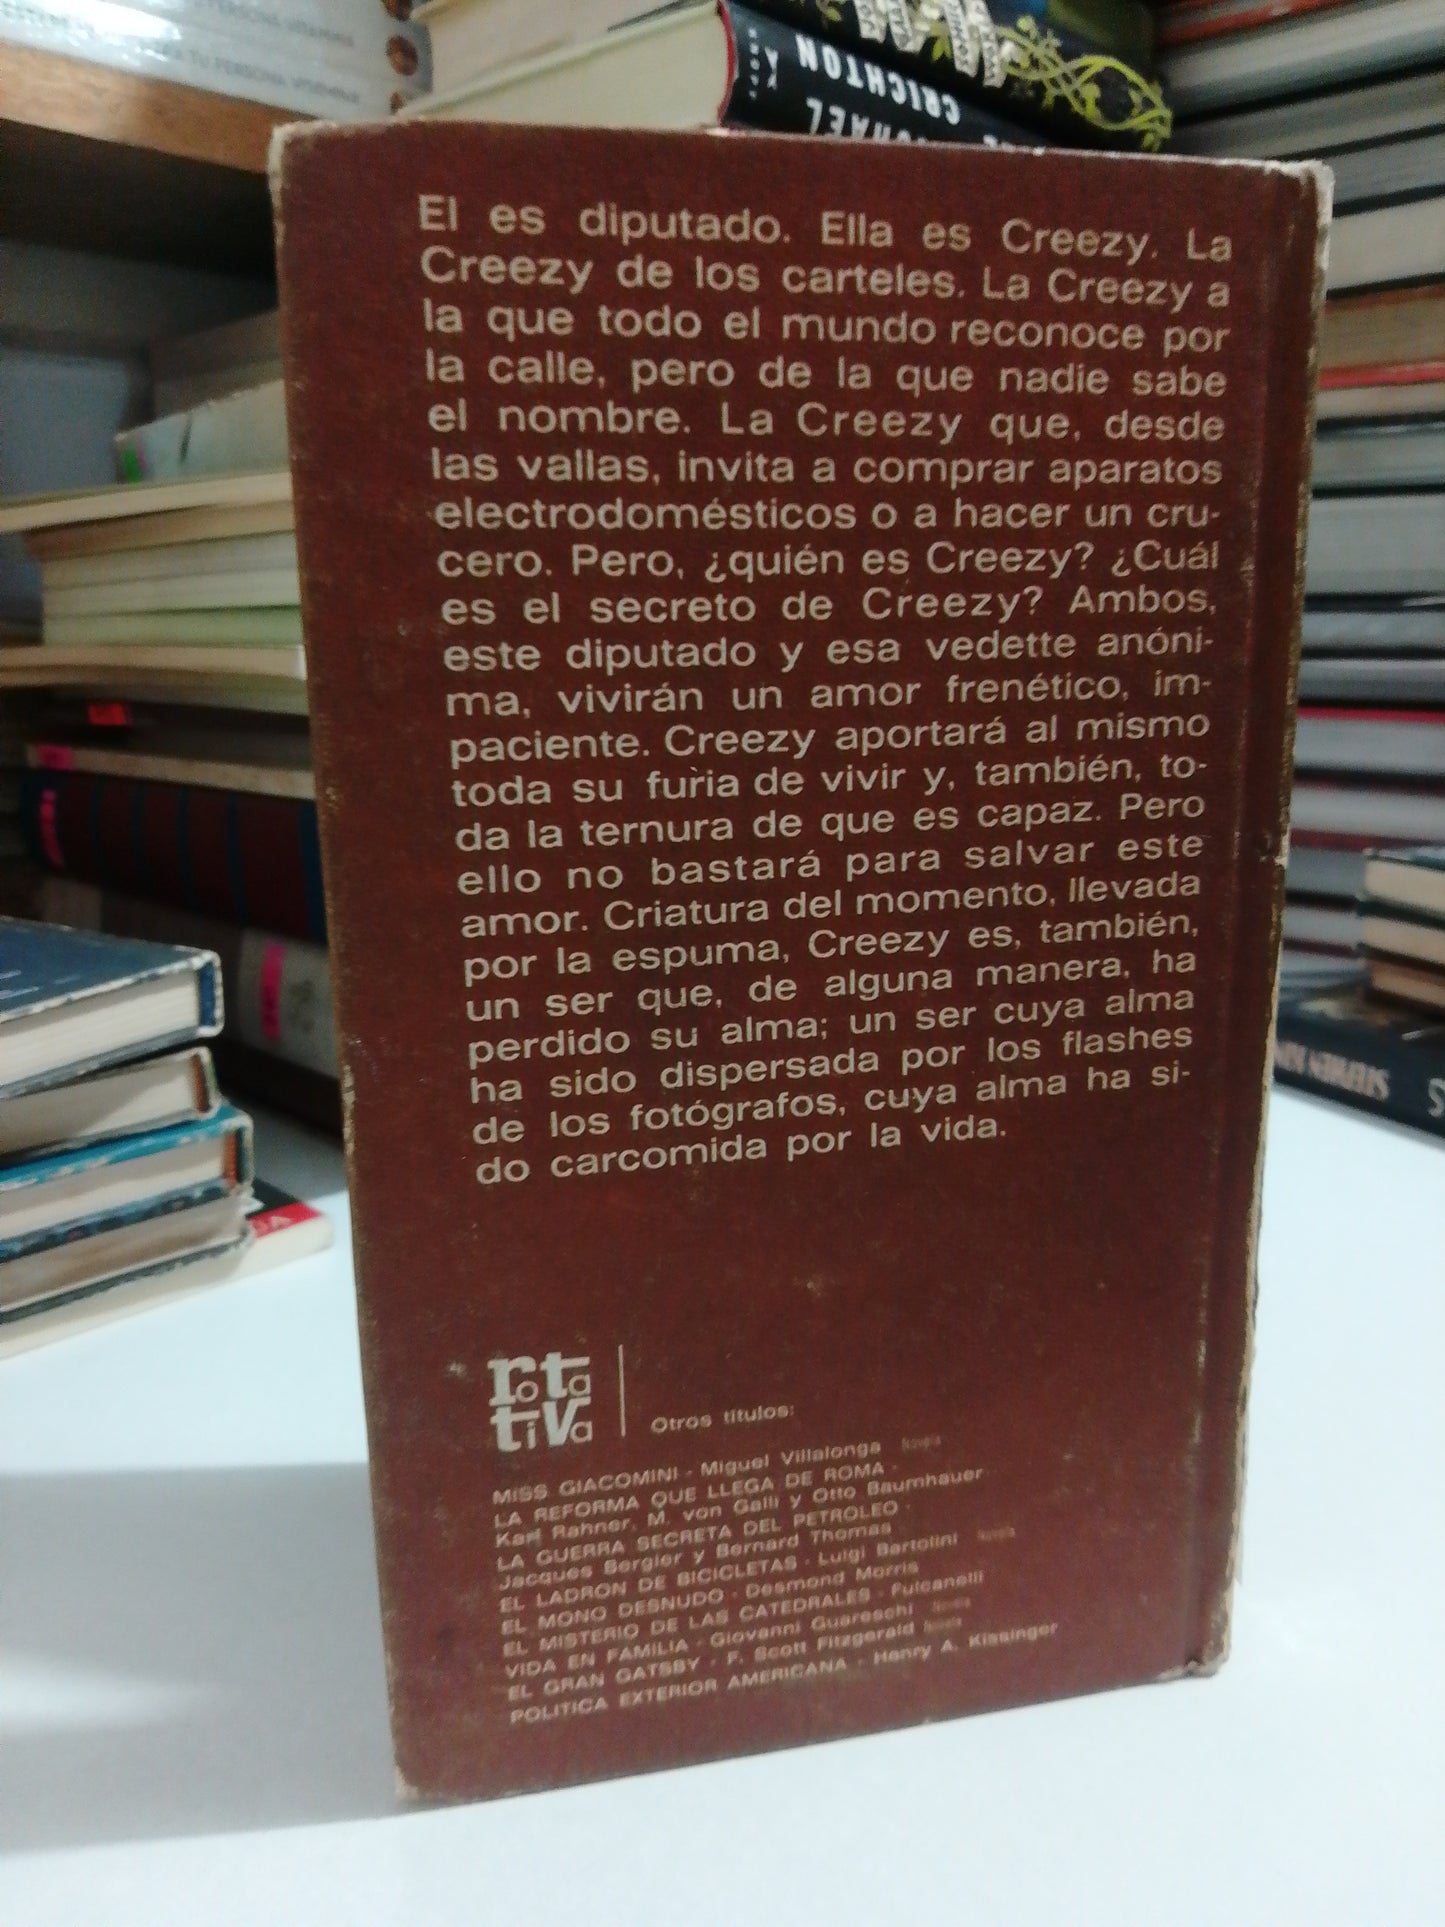 CRICHTON
El es diputado. Ella es Creezy. La
Creezy de los carteles. La Creezy a
la que todo el mundo reconoce por
la calle, pero de la que nadie sabe
el nombre. La Creezy que, desde
las vallas, invita a comprar aparatos
electrodomésticos o a hacer un cru-
cero. Pero, ¿quién es Creezy? ¿Cuál
es el secreto de Creezy? Ambos,
este diputado y esa vedette anóni-
ma, vivirán un amor frenético, im-
paciente. Creezy aportará al mismo
toda su furia de vivir y, también, to-
da la ternura de que es capaz. Pero
ello no bastará para salvar este
amor. Criatura del momento, llevada
por la espuma, Creezy es, también,
un ser que, de alguna manera, ha
perdido su alma; un ser cuya alma
ha sido dispersada por los flashes
de los fotógrafos, cuya alma ha si-
do carcomida por la vida.
rota
tiva
Otros títulos:
MISS GIACOMINI - Miguel Villalonga Novela
LA REFORMA QUE LLEGA DE ROMA -
Karl Rahner, M. von Galli y Otto Baumhauer
LA GUERRA SECRETA DEL PETROLEO -
Jacques Bergier y Bernard Thomas
EL LADRON DE BICICLETAS - Luigi Bartolini Novela
EL MONO DESNUDO - Desmond Morris
EL MISTERIO DE LAS CATEDRALES - Fulcanelli
VIDA EN FAMILIA - Giovanni Guareschi Novela
EL GRAN GATSBY - F. Scott Fitzgerald Novela
POLITICA EXTERIOR AMERICANA - Henry A. Kissinger